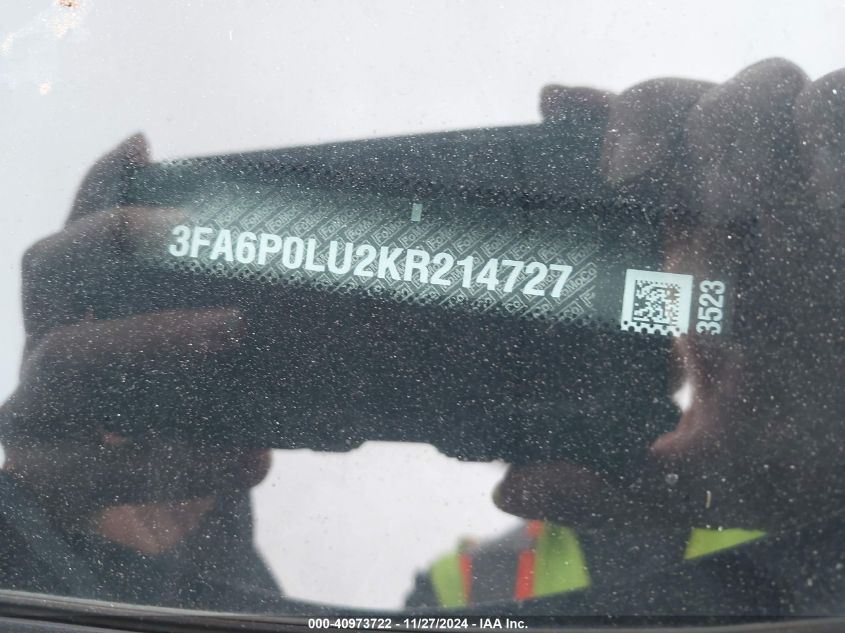 3FA6P0LU2KR214727
3523
000-40973722 - 11/27/2024 - IAA Inc.